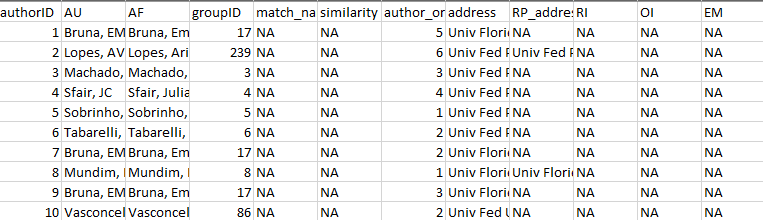 authorID AU AF groupID match_na similarity author_or address RP_addres RI OI EM
1 Bruna, EM Bruna, Em 17 NA NA 5 Univ Flori NA NA NA NA
2 Lopes, AV Lopes, Ari 239 NA NA 6 Univ Fed P Univ Fed P NA NA NA
3 Machado, Machado, 3 NA NA 3 Univ Fed P NA NA NA NA
4 Sfair, JC Sfair, Julia 4 NA NA 4 Univ Fed P NA NA NA NA
5 Sobrinho, Sobrinho, 5 NA NA 1 Univ Fed P NA NA NA NA
6 Tabarelli, Tabarelli, 6 NA NA 2 Univ Fed P NA NA NA NA
7 Bruna, EM Bruna, Em 17 NA NA 2 Univ Flori NA NA NA NA
8 Mundim, Mundim, 8 NA NA 1 Univ Flori Univ Flori NA NA NA
9 Bruna, EM Bruna, Em 17 NA NA 3 Univ Flori NA NA NA NA
10 Vasconcel Vasconcel 86 NA NA 2 Univ Fed U NA NA NA NA